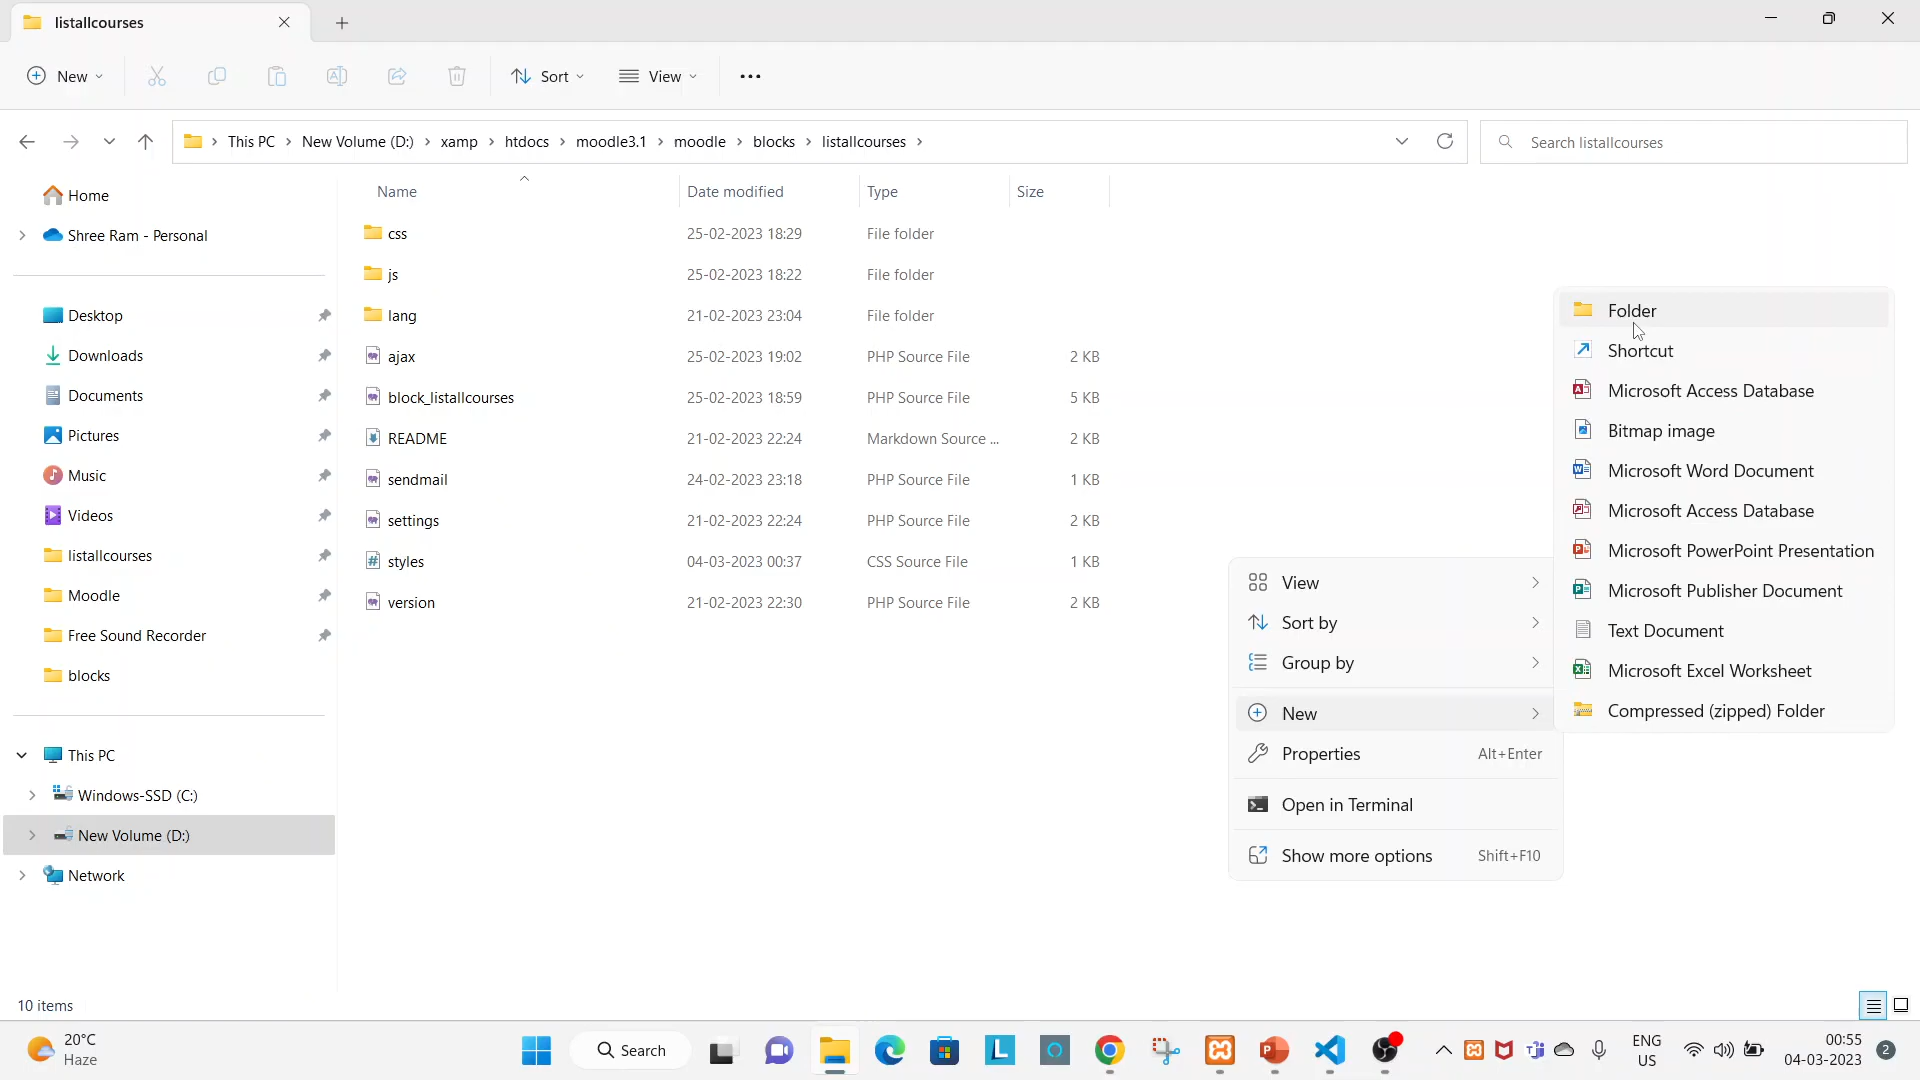 listallcourses
New
Sort
View
This PC
New Volume (D:)
xamp
htdocs
moodle3.1
moodle
blocks
listallcourses
Search listallcourses
Home
Shree Ram - Personal
Desktop
Downloads
Documents
Pictures
Music
Videos
listallcourses
Moodle
Free Sound Recorder
blocks
This PC
Windows-SSD (C:)
New Volume (D:)
Network
Name Date modified Type Size
css 25-02-2023 18:29 File folder
js 25-02-2023 18:22 File folder
lang 21-02-2023 23:04 File folder
ajax 25-02-2023 19:02 PHP Source File 2 KB
block_listallcourses 25-02-2023 18:59 PHP Source File 5 KB
README 21-02-2023 22:24 Markdown Source ... 2 KB
sendmail 24-02-2023 23:18 PHP Source File 1 KB
settings 21-02-2023 22:24 PHP Source File 2 KB
styles 04-03-2023 00:37 CSS Source File 1 KB
version 21-02-2023 22:30 PHP Source File 2 KB
View
Sort by
Group by
New
Properties Alt+Enter
Open in Terminal
Show more options Shift+F10
Folder
Shortcut
Microsoft Access Database
Bitmap image
Microsoft Word Document
Microsoft Access Database
Microsoft PowerPoint Presentation
Microsoft Publisher Document
Text Document
Microsoft Excel Worksheet
Compressed (zipped) Folder
10 items
20°C
Haze
Search
ENG
US
00:55
04-03-2023
2